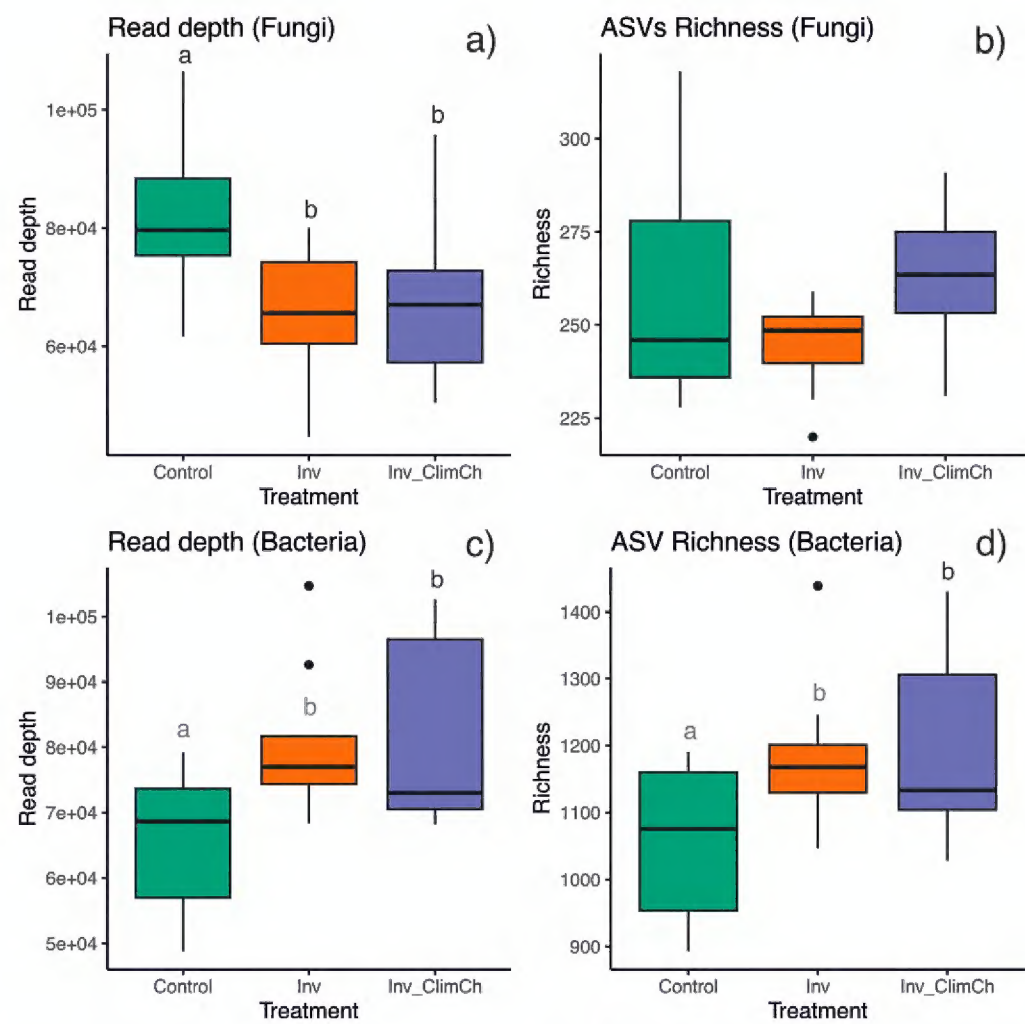 Read depth (Fungi)
a)
a
b
b
1e+05
8e+04
6e+04
Read depth
Control
Inv
Inv_ClimCh
Treatment
ASVs Richness (Fungi)
b)
300
275
250
225
Richness
Control
Inv
Inv_ClimCh
Treatment
Read depth (Bacteria)
c)
a
b
b
1e+05
9e+04
8e+04
7e+04
6e+04
5e+04
Read depth
Control
Inv
Inv_ClimCh
Treatment
ASV Richness (Bacteria)
d)
a
b
b
1400
1300
1200
1100
1000
900
Richness
Control
Inv
Inv_ClimCh
Treatment